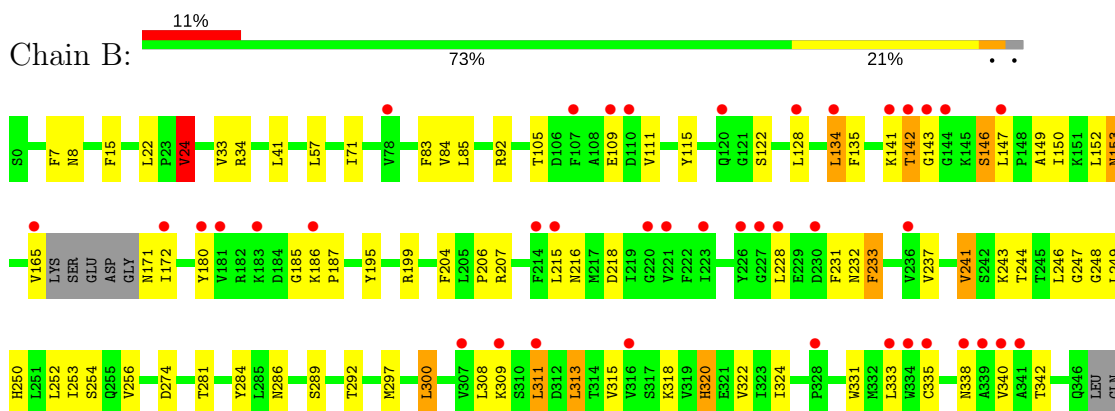 11%
Chain B:
73% 21% • •
S0 F7 N8 F15 L22 P23 V24 V33 R34 L41 L57 I71 V78 F83 V84 L85 R92 T105 D106 F107 A108 E109 D110 V111 Y115 Q120 G121 S122 L128 L134 F135 K141 T142 G143 G144 K145 S146 L147 P148 A149 I150 K151 L152 N153
V165 LYS SER GLU ASP GLY N171 I172 Y180 V181 R182 K183 D184 G185 K186 P187 Y195 R199 F204 L205 P206 R207 F214 L215 N216 M217 D218 I219 G220 V221 F222 I223 Y226 G227 L228 E229 D230 F231 N232 F233 V236 V237 V241 S242 K243 T244 T245 L246 G247 G248 L249
H250 L251 L252 I253 S254 Q255 V256 D274 T281 Y284 L285 N286 S289 T292 M297 L300 V307 L308 K309 S310 L311 D312 L313 T314 V315 V316 S317 K318 V319 H320 E321 V322 I323 I324 P328 W331 M332 L333 W334 C335 N338 A339 V340 A341 T342 Q346 LEU GLN